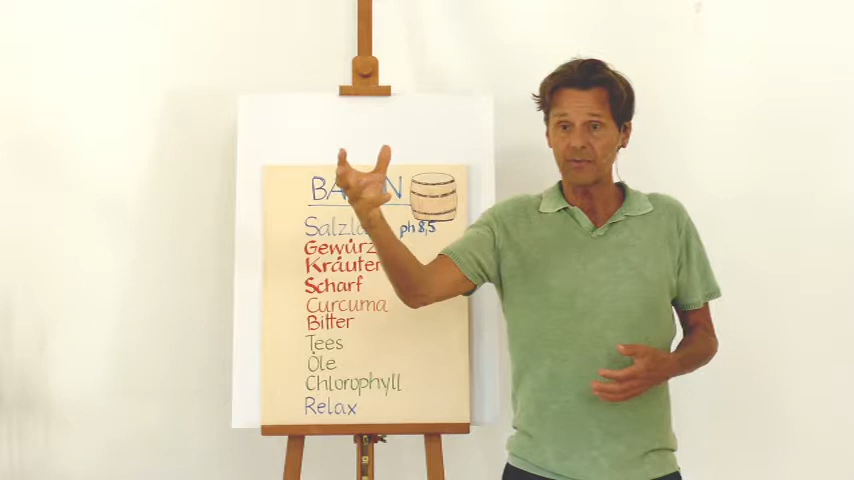 ph 8,5
Kräuter
Scharf
Curcuma
Bitter
Tees
Öle
Chlorophyll
Relax